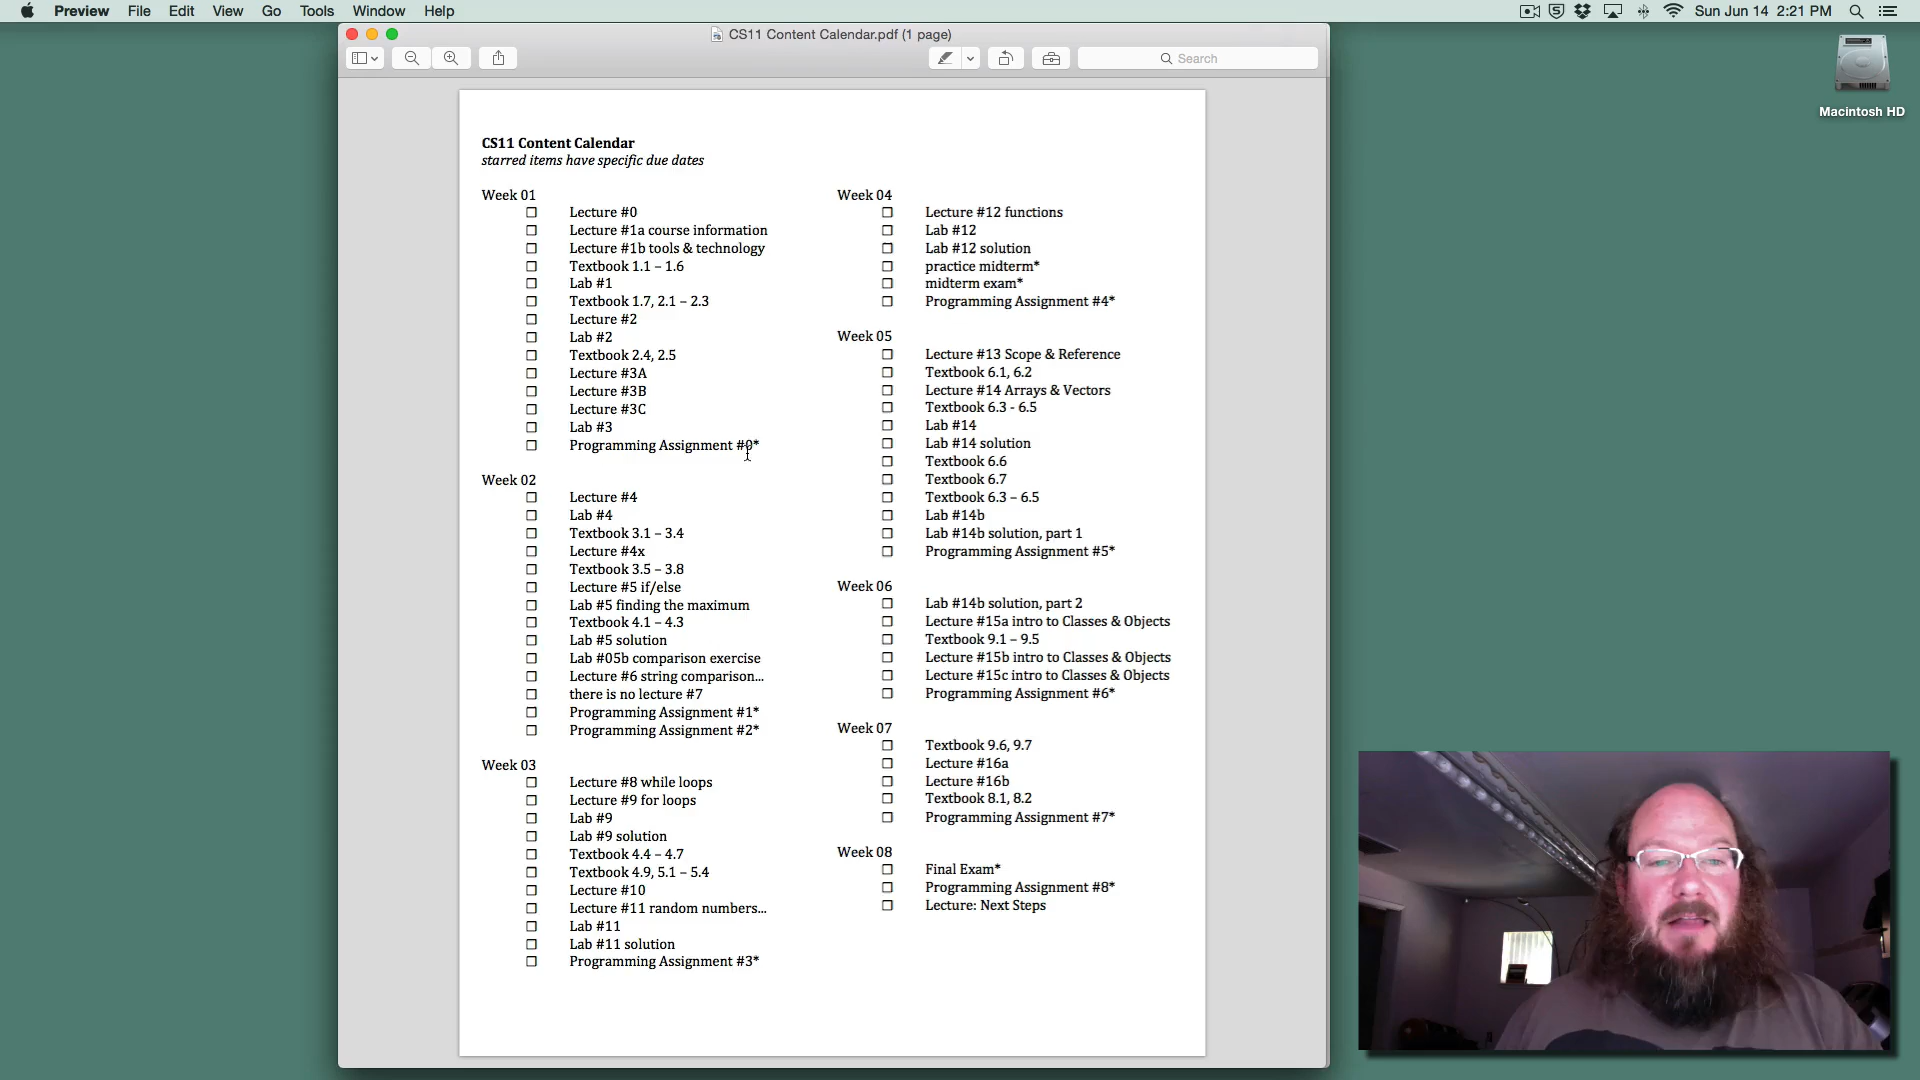 Preview File Edit View Go Tools Window Help
Sun Jun 14 2:21 PM
CS11 Content Calendar.pdf (1 page)
Search
Macintosh HD
CS11 Content Calendar
starred items have specific due dates
Week 01
Lecture #0
Lecture #1a course information
Lecture #1b tools & technology
Textbook 1.1 – 1.6
Lab #1
Textbook 1.7, 2.1 – 2.3
Lecture #2
Lab #2
Textbook 2.4, 2.5
Lecture #3A
Lecture #3B
Lecture #3C
Lab #3
Programming Assignment #0*
Week 02
Lecture #4
Lab #4
Textbook 3.1 – 3.4
Lecture #4x
Textbook 3.5 – 3.8
Lecture #5 if/else
Lab #5 finding the maximum
Textbook 4.1 – 4.3
Lab #5 solution
Lab #05b comparison exercise
Lecture #6 string comparison...
there is no lecture #7
Programming Assignment #1*
Programming Assignment #2*
Week 03
Lecture #8 while loops
Lecture #9 for loops
Lab #9
Lab #9 solution
Textbook 4.4 – 4.7
Textbook 4.9, 5.1 – 5.4
Lecture #10
Lecture #11 random numbers...
Lab #11
Lab #11 solution
Programming Assignment #3*
Week 04
Lecture #12 functions
Lab #12
Lab #12 solution
practice midterm*
midterm exam*
Programming Assignment #4*
Week 05
Lecture #13 Scope & Reference
Textbook 6.1, 6.2
Lecture #14 Arrays & Vectors
Textbook 6.3 - 6.5
Lab #14
Lab #14 solution
Textbook 6.6
Textbook 6.7
Textbook 6.3 – 6.5
Lab #14b
Lab #14b solution, part 1
Programming Assignment #5*
Week 06
Lab #14b solution, part 2
Lecture #15a intro to Classes & Objects
Textbook 9.1 – 9.5
Lecture #15b intro to Classes & Objects
Lecture #15c intro to Classes & Objects
Programming Assignment #6*
Week 07
Textbook 9.6, 9.7
Lecture #16a
Lecture #16b
Textbook 8.1, 8.2
Programming Assignment #7*
Week 08
Final Exam*
Programming Assignment #8*
Lecture: Next Steps